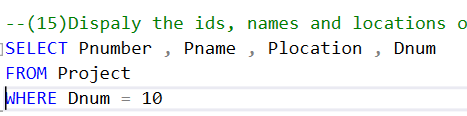 --(15)Dispaly the ids, names and locations o
SELECT Pnumber , Pname , Plocation , Dnum
FROM Project
WHERE Dnum = 10